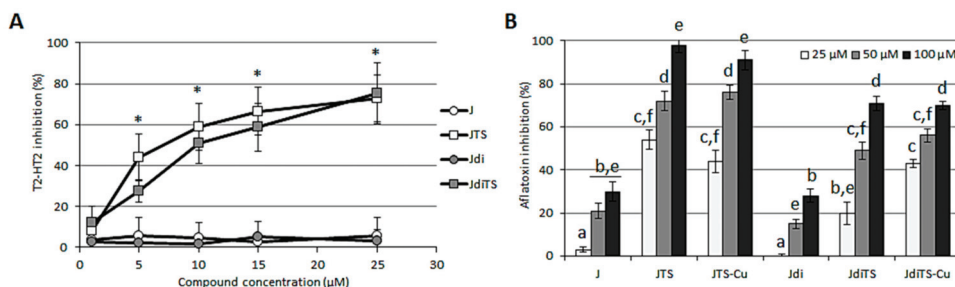 A
T2-HT2 inhibition (%)
100
80
60
40
20
0
* * * * 
0 5 10 15 20 25 30
Compound concentration (µM)
J
JTS
Jdi
JdiTS
B
Aflatoxin inhibition (%)
100
80
60
40
20
0
25 µM 50 µM 100 µM
a b,e
c,f d e
c,f d e
a e b
b,e c,f d
c c,f d
J JTS JTS-Cu Jdi JdiTS JdiTS-Cu